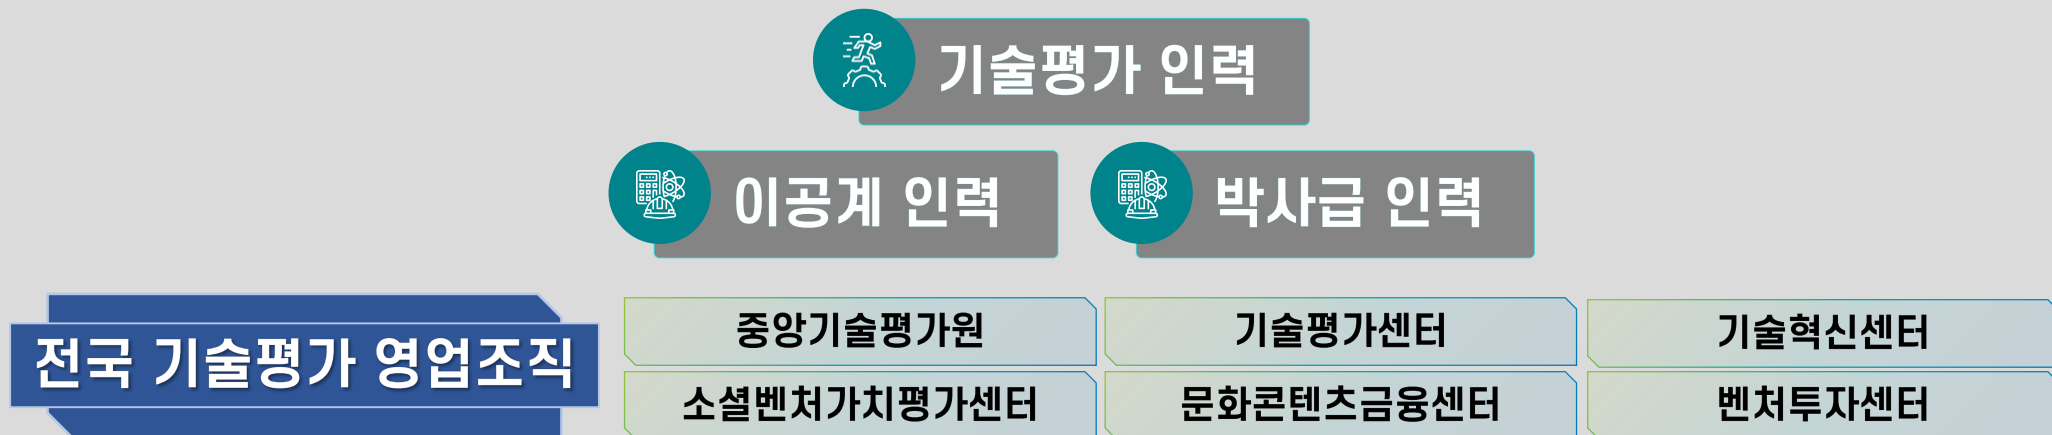 기술평가 인력
이공계 인력
박사급 인력
전국 기술평가 영업조직
중앙기술평가원
기술평가센터
기술혁신센터
소셜벤처가치평가센터
문화콘텐츠금융센터
벤처투자센터